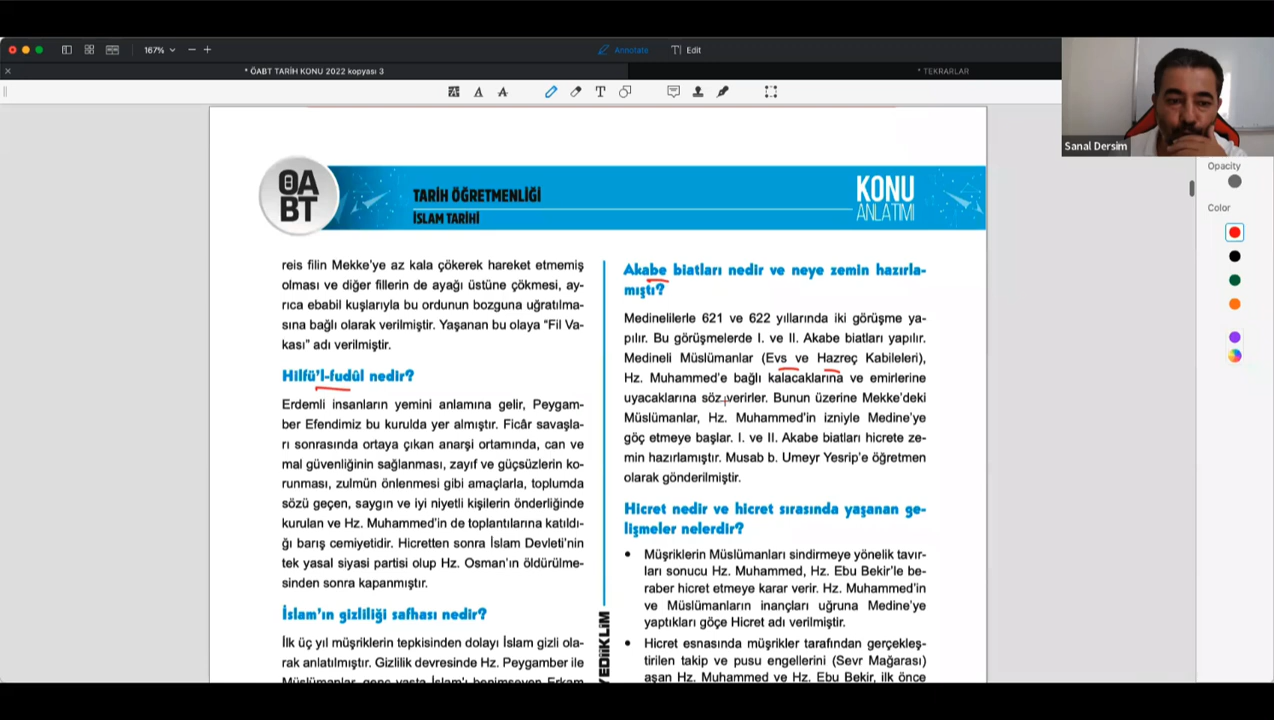 167%
Annotate
Edit
* ÖABT TARİH KONU 2022 kopyası 3
* TEKRARLAR
Sanal Dersim
Opacity
Color
ÖABT
TARİH ÖĞRETMENLİĞİ
İSLAM TARİHİ
KONU
ANLATIMI
reis filin Mekke'ye az kala çökerek hareket etmemiş
olması ve diğer fillerin de ayağı üstüne çökmesi, ay-
rıca ebabil kuşlarıyla bu ordunun bozguna uğratılma-
sına bağlı olarak verilmiştir. Yaşanan bu olaya "Fil Va-
kası" adı verilmiştir.
Hilfü'l-fudûl nedir?
Erdemli insanların yemini anlamına gelir, Peygam-
ber Efendimiz bu kurulda yer almıştır. Ficâr savaşla-
rı sonrasında ortaya çıkan anarşi ortamında, can ve
mal güvenliğinin sağlanması, zayıf ve güçsüzlerin ko-
runması, zulmün önlenmesi gibi amaçlarla, toplumda
sözü geçen, saygın ve iyi niyetli kişilerin önderliğinde
kurulan ve Hz. Muhammed'in de toplantılarına katıldı-
ğı barış cemiyetidir. Hicretten sonra İslam Devleti'nin
tek yasal siyasi partisi olup Hz. Osman'ın öldürülme-
sinden sonra kapanmıştır.
İslam'ın gizliliği safhası nedir?
İlk üç yıl müşriklerin tepkisinden dolayı İslam gizli ola-
rak anlatılmıştır. Gizlilik devresinde Hz. Peygamber ile
Müslümanlar, genç yaşta İslam'ı benimseyen Erkam
YEDİİKLİM
Akabe biatları nedir ve neye zemin hazırla-
mıştı?
Medinelilerle 621 ve 622 yıllarında iki görüşme ya-
pılır. Bu görüşmelerde I. ve II. Akabe biatları yapılır.
Medineli Müslümanlar (Evs ve Hazreç Kabileleri),
Hz. Muhammed'e bağlı kalacaklarına ve emirlerine
uyacaklarına söz verirler. Bunun üzerine Mekke'deki
Müslümanlar, Hz. Muhammed'in izniyle Medine'ye
göç etmeye başlar. I. ve II. Akabe biatları hicrete ze-
min hazırlamıştır. Musab b. Umeyr Yesrip'e öğretmen
olarak gönderilmiştir.
Hicret nedir ve hicret sırasında yaşanan ge-
lişmeler nelerdir?
• Müşriklerin Müslümanları sindirmeye yönelik tavır-
ları sonucu Hz. Muhammed, Hz. Ebu Bekir'le be-
raber hicret etmeye karar verir. Hz. Muhammed'in
ve Müslümanların inançları uğruna Medine'ye
yaptıkları göçe Hicret adı verilmiştir.
• Hicret esnasında müşrikler tarafından gerçekleş-
tirilen takip ve pusu engellerini (Sevr Mağarası)
aşan Hz. Muhammed ve Hz. Ebu Bekir, ilk önce